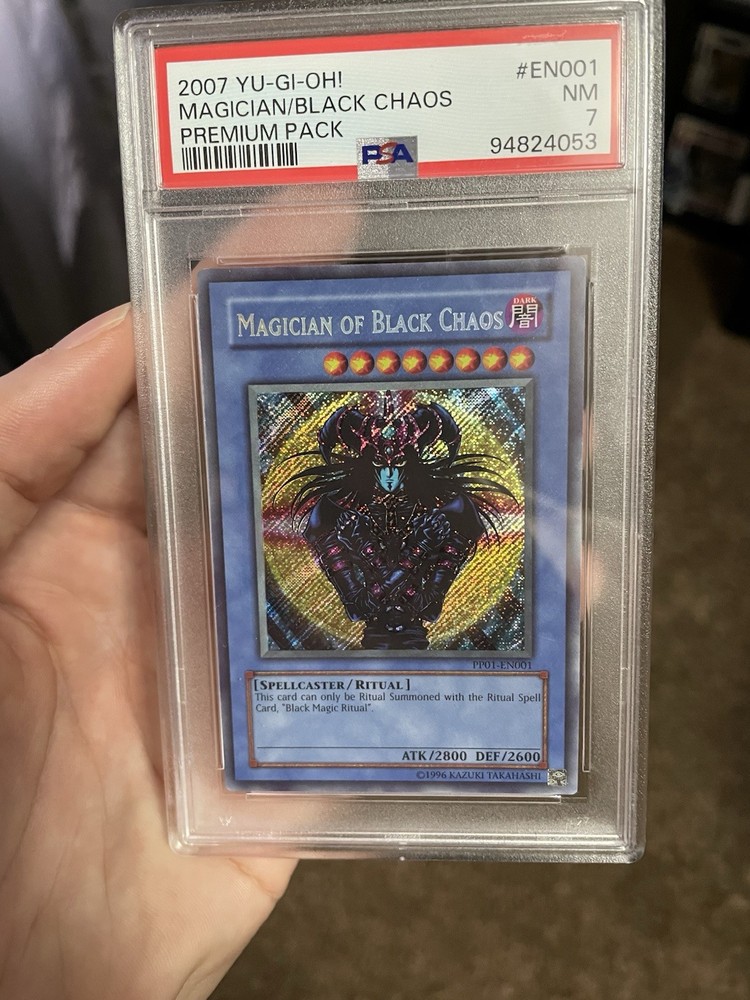 2007 YU-GI-OH! #EN001
MAGICIAN/BLACK CHAOS NM
PREMIUM PACK 7
PSA 94824053
MAGICIAN OF BLACK CHAOS
DARK
闇
PP01-EN001
[SPELLCASTER/RITUAL]
This card can only be Ritual Summoned with the Ritual Spell
Card, "Black Magic Ritual".
ATK/2800 DEF/2600
©1996 KAZUKI TAKAHASHI